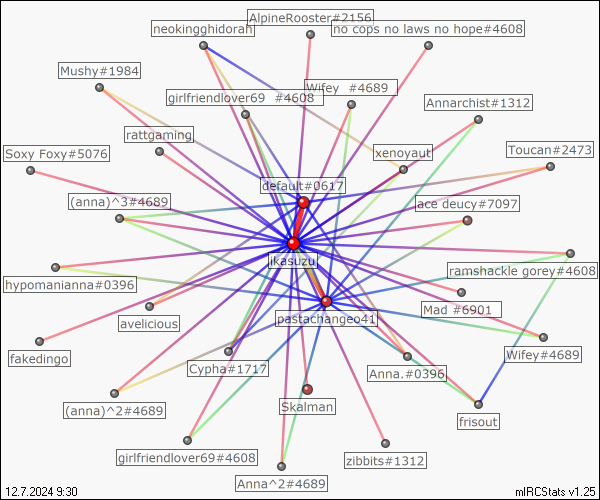 AlpineRooster#2156
neokingghidorah
no cops no laws no hope#4608
Mushy#1984
Wifey  #4689
girlfriendlover69  #4608
Annarchist#1312
rattgaming
Soxy Foxy#5076
xenoyaut
Toucan#2473
default#0617
(anna)^3#4689
ace deucy#7097
jkasuzu
hypomanianna#0396
ramshackle gorey#4608
Mad #6901
avelicious
pastachangeo41
fakedingo
Wifey#4689
Cypha#1717
Anna.#0396
(anna)^2#4689
Skalman
frisout
girlfriendlover69#4608
zibbits#1312
Anna^2#4689
12.7.2024 9:30
mIRCStats v1.25